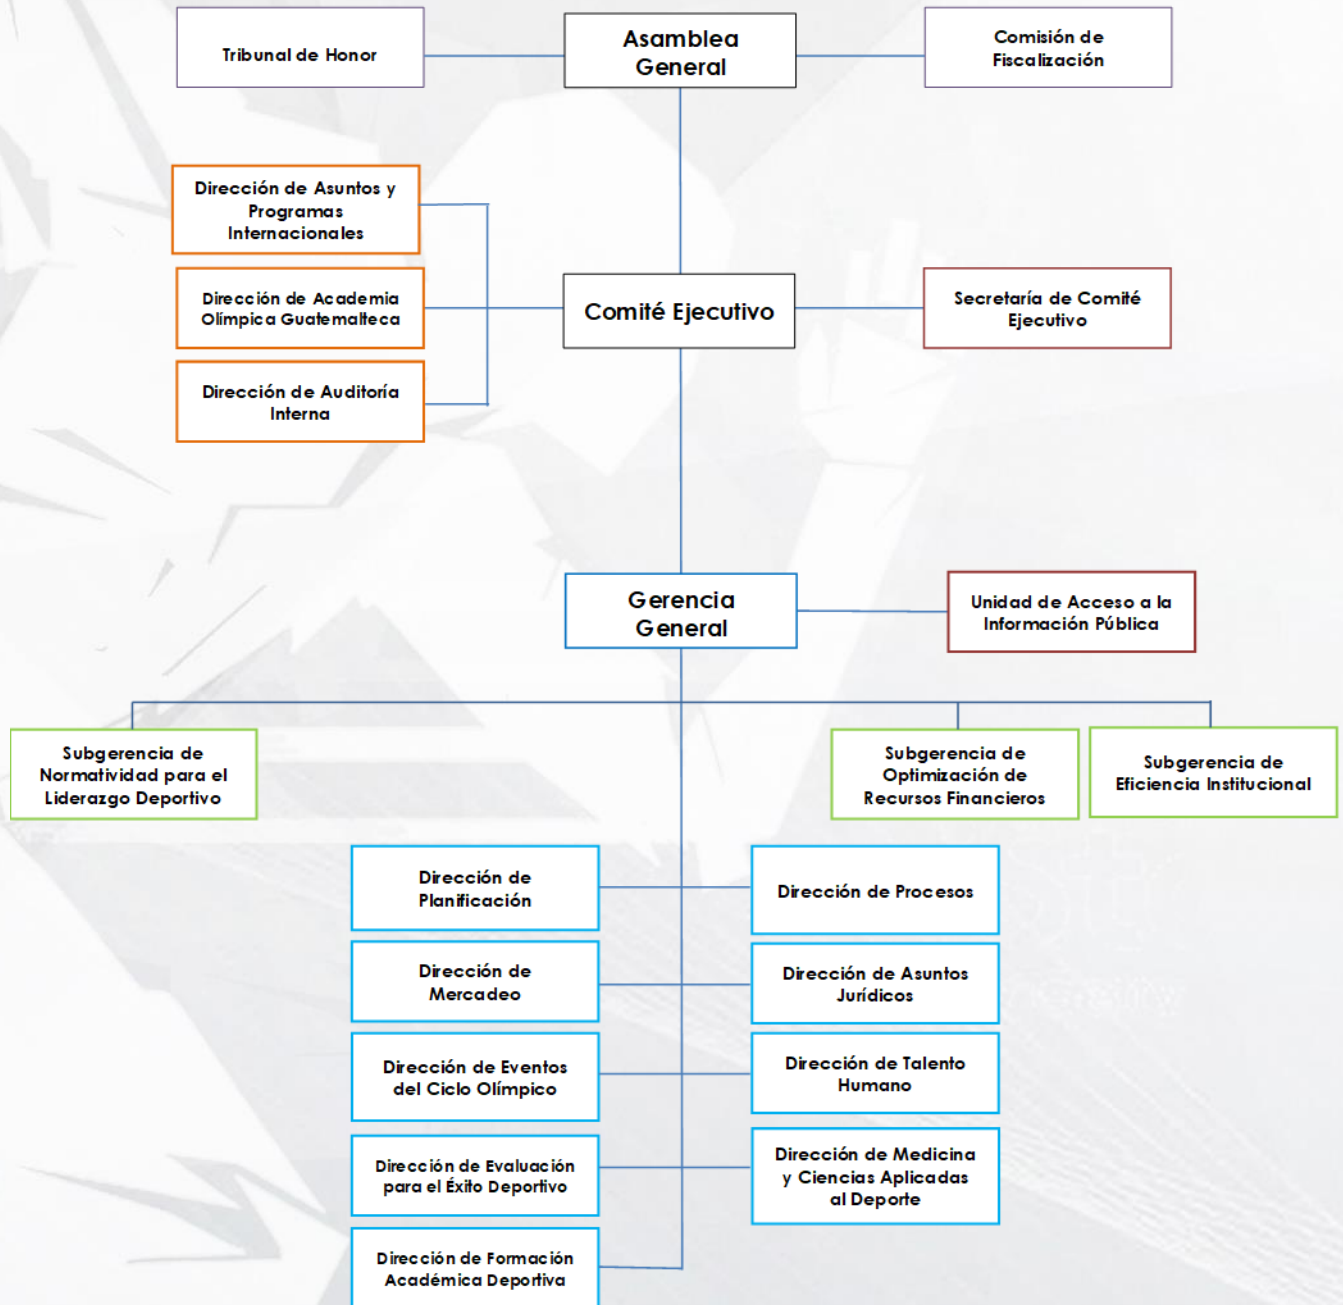 Tribunal de Honor
Asamblea
General
Comisión de
Fiscalización
Dirección de Asuntos y
Programas
Internacionales
Dirección de Academia
Olímpica Guatemalteca
Dirección de Auditoría
Interna
Comité Ejecutivo
Secretaría de Comité
Ejecutivo
Gerencia
General
Unidad de Acceso a la
Información Pública
Subgerencia de
Normatividad para el
Liderazgo Deportivo
Subgerencia de
Optimización de
Recursos Financieros
Subgerencia de
Eficiencia Institucional
Dirección de
Planificación
Dirección de Procesos
Dirección de
Mercadeo
Dirección de Asuntos
Jurídicos
Dirección de Eventos
del Ciclo Olímpico
Dirección de Talento
Humano
Dirección de Evaluación
para el Éxito Deportivo
Dirección de Medicina
y Ciencias Aplicadas
al Deporte
Dirección de Formación
Académica Deportiva